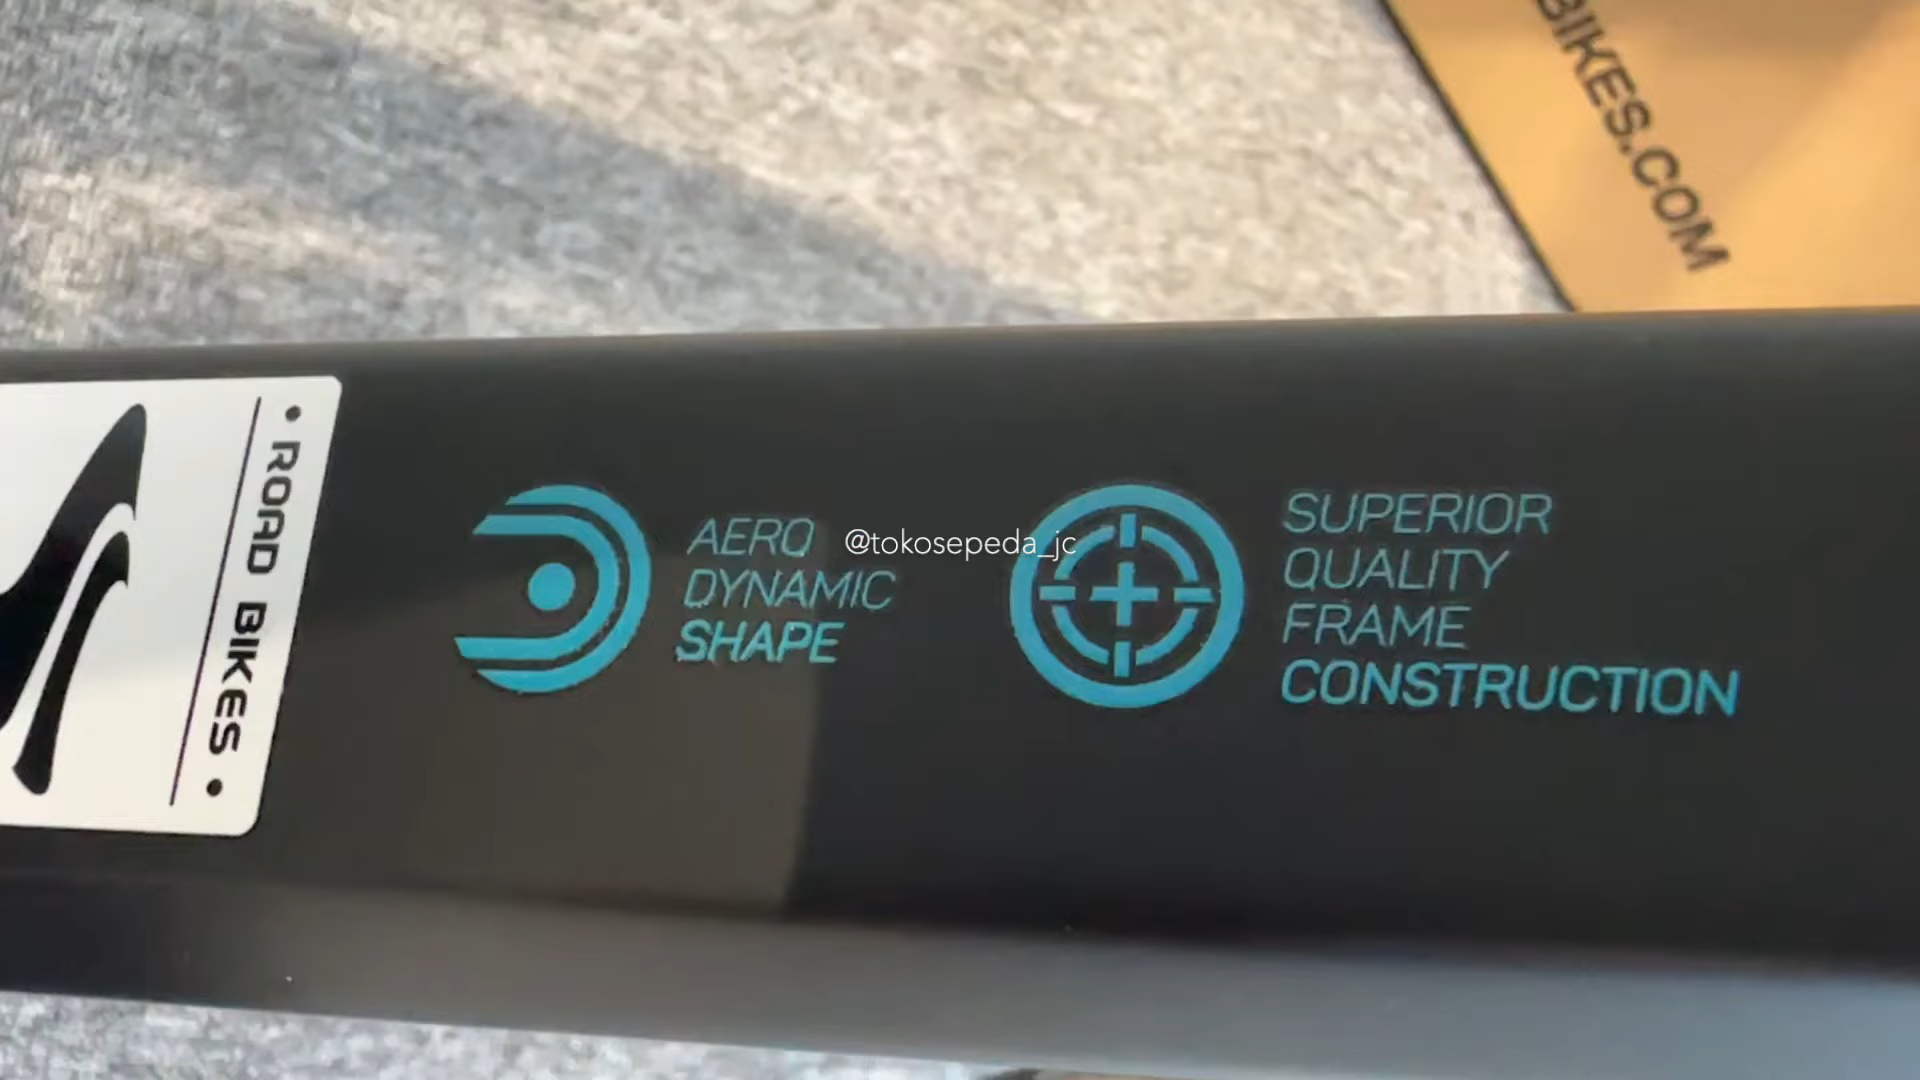 BIKES.COM
• ROAD BIKES •
AERO
DYNAMIC
SHAPE
@tokosepeda_jc
SUPERIOR
QUALITY
FRAME
CONSTRUCTION